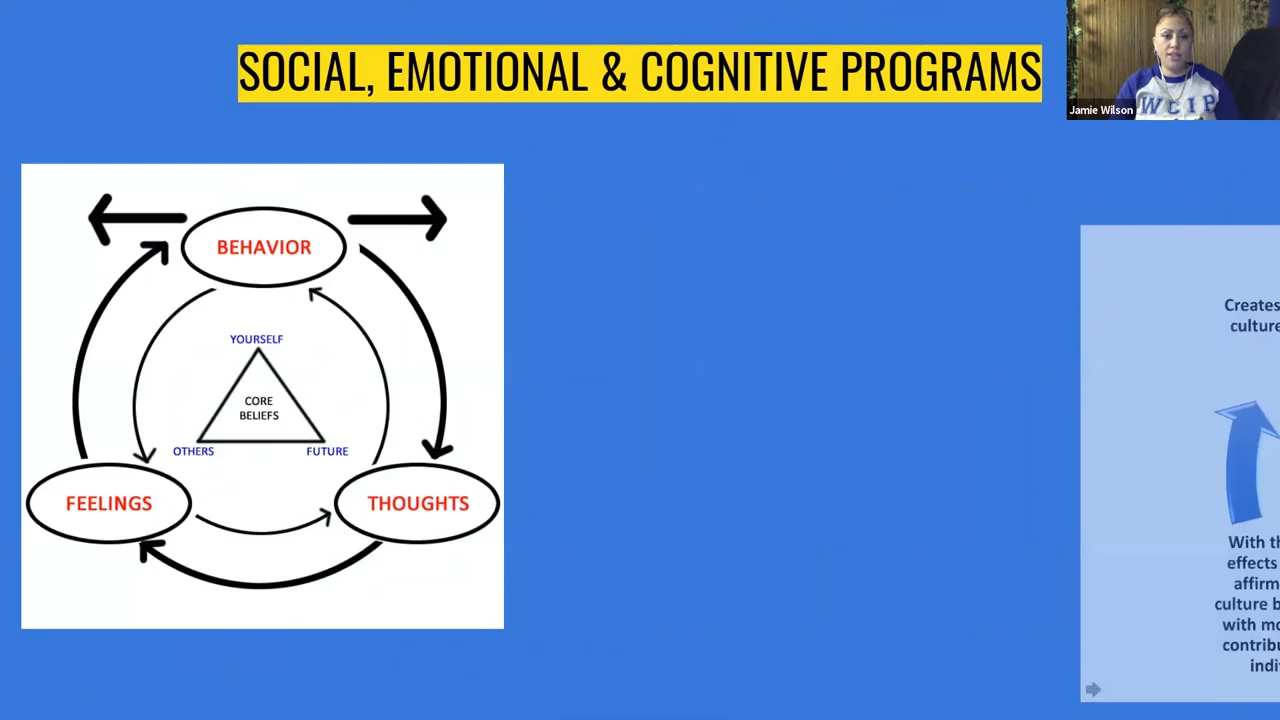 SOCIAL, EMOTIONAL & COGNITIVE PROGRAMS
Jamie Wilson
WCIP
BEHAVIOR
YOURSELF
CORE
BELIEFS
OTHERS
FUTURE
FEELINGS
THOUGHTS
Creates
culture
With th
effects
affirm
culture b
with mo
contribu
indi